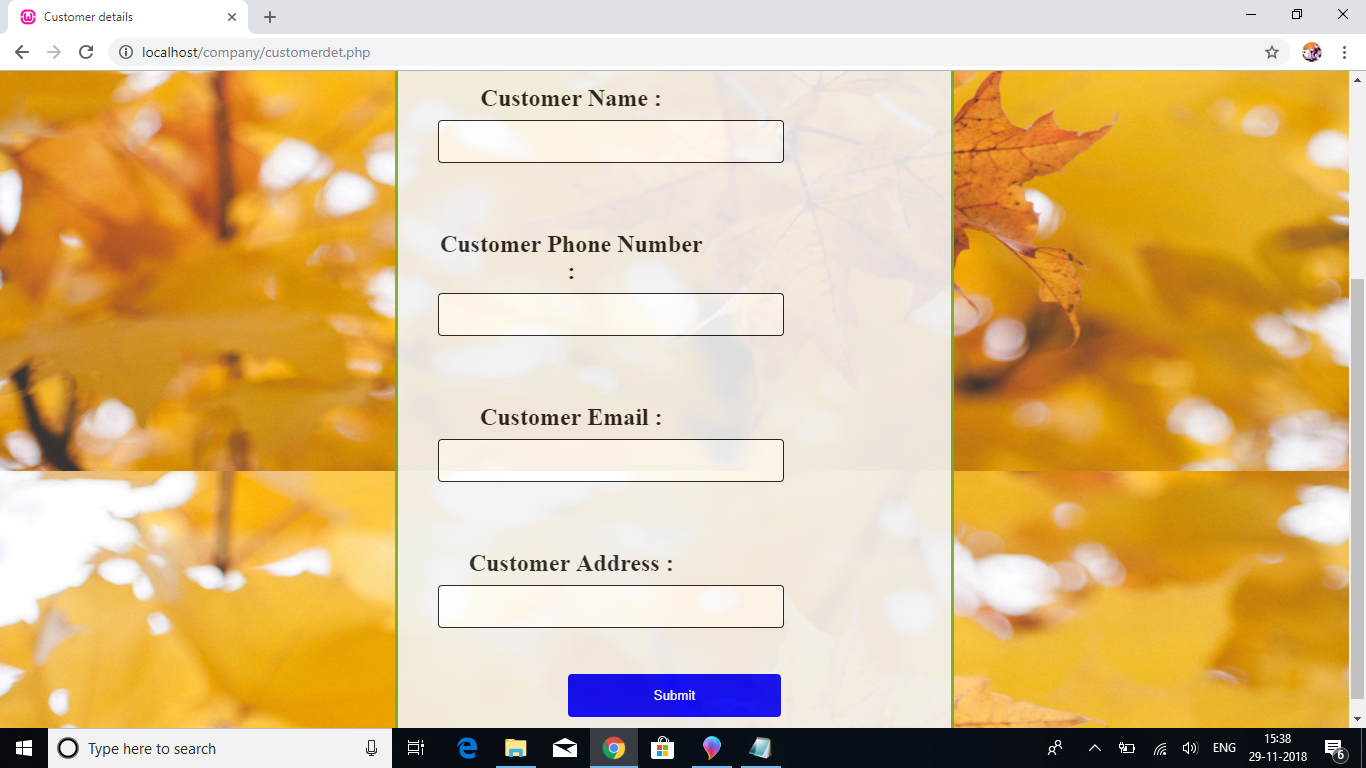 Customer details
localhost/company/customerdet.php
Customer Name :
Customer Phone Number
:
Customer Email :
Customer Address :
Submit
Type here to search
ENG
15:38
29-11-2018
6